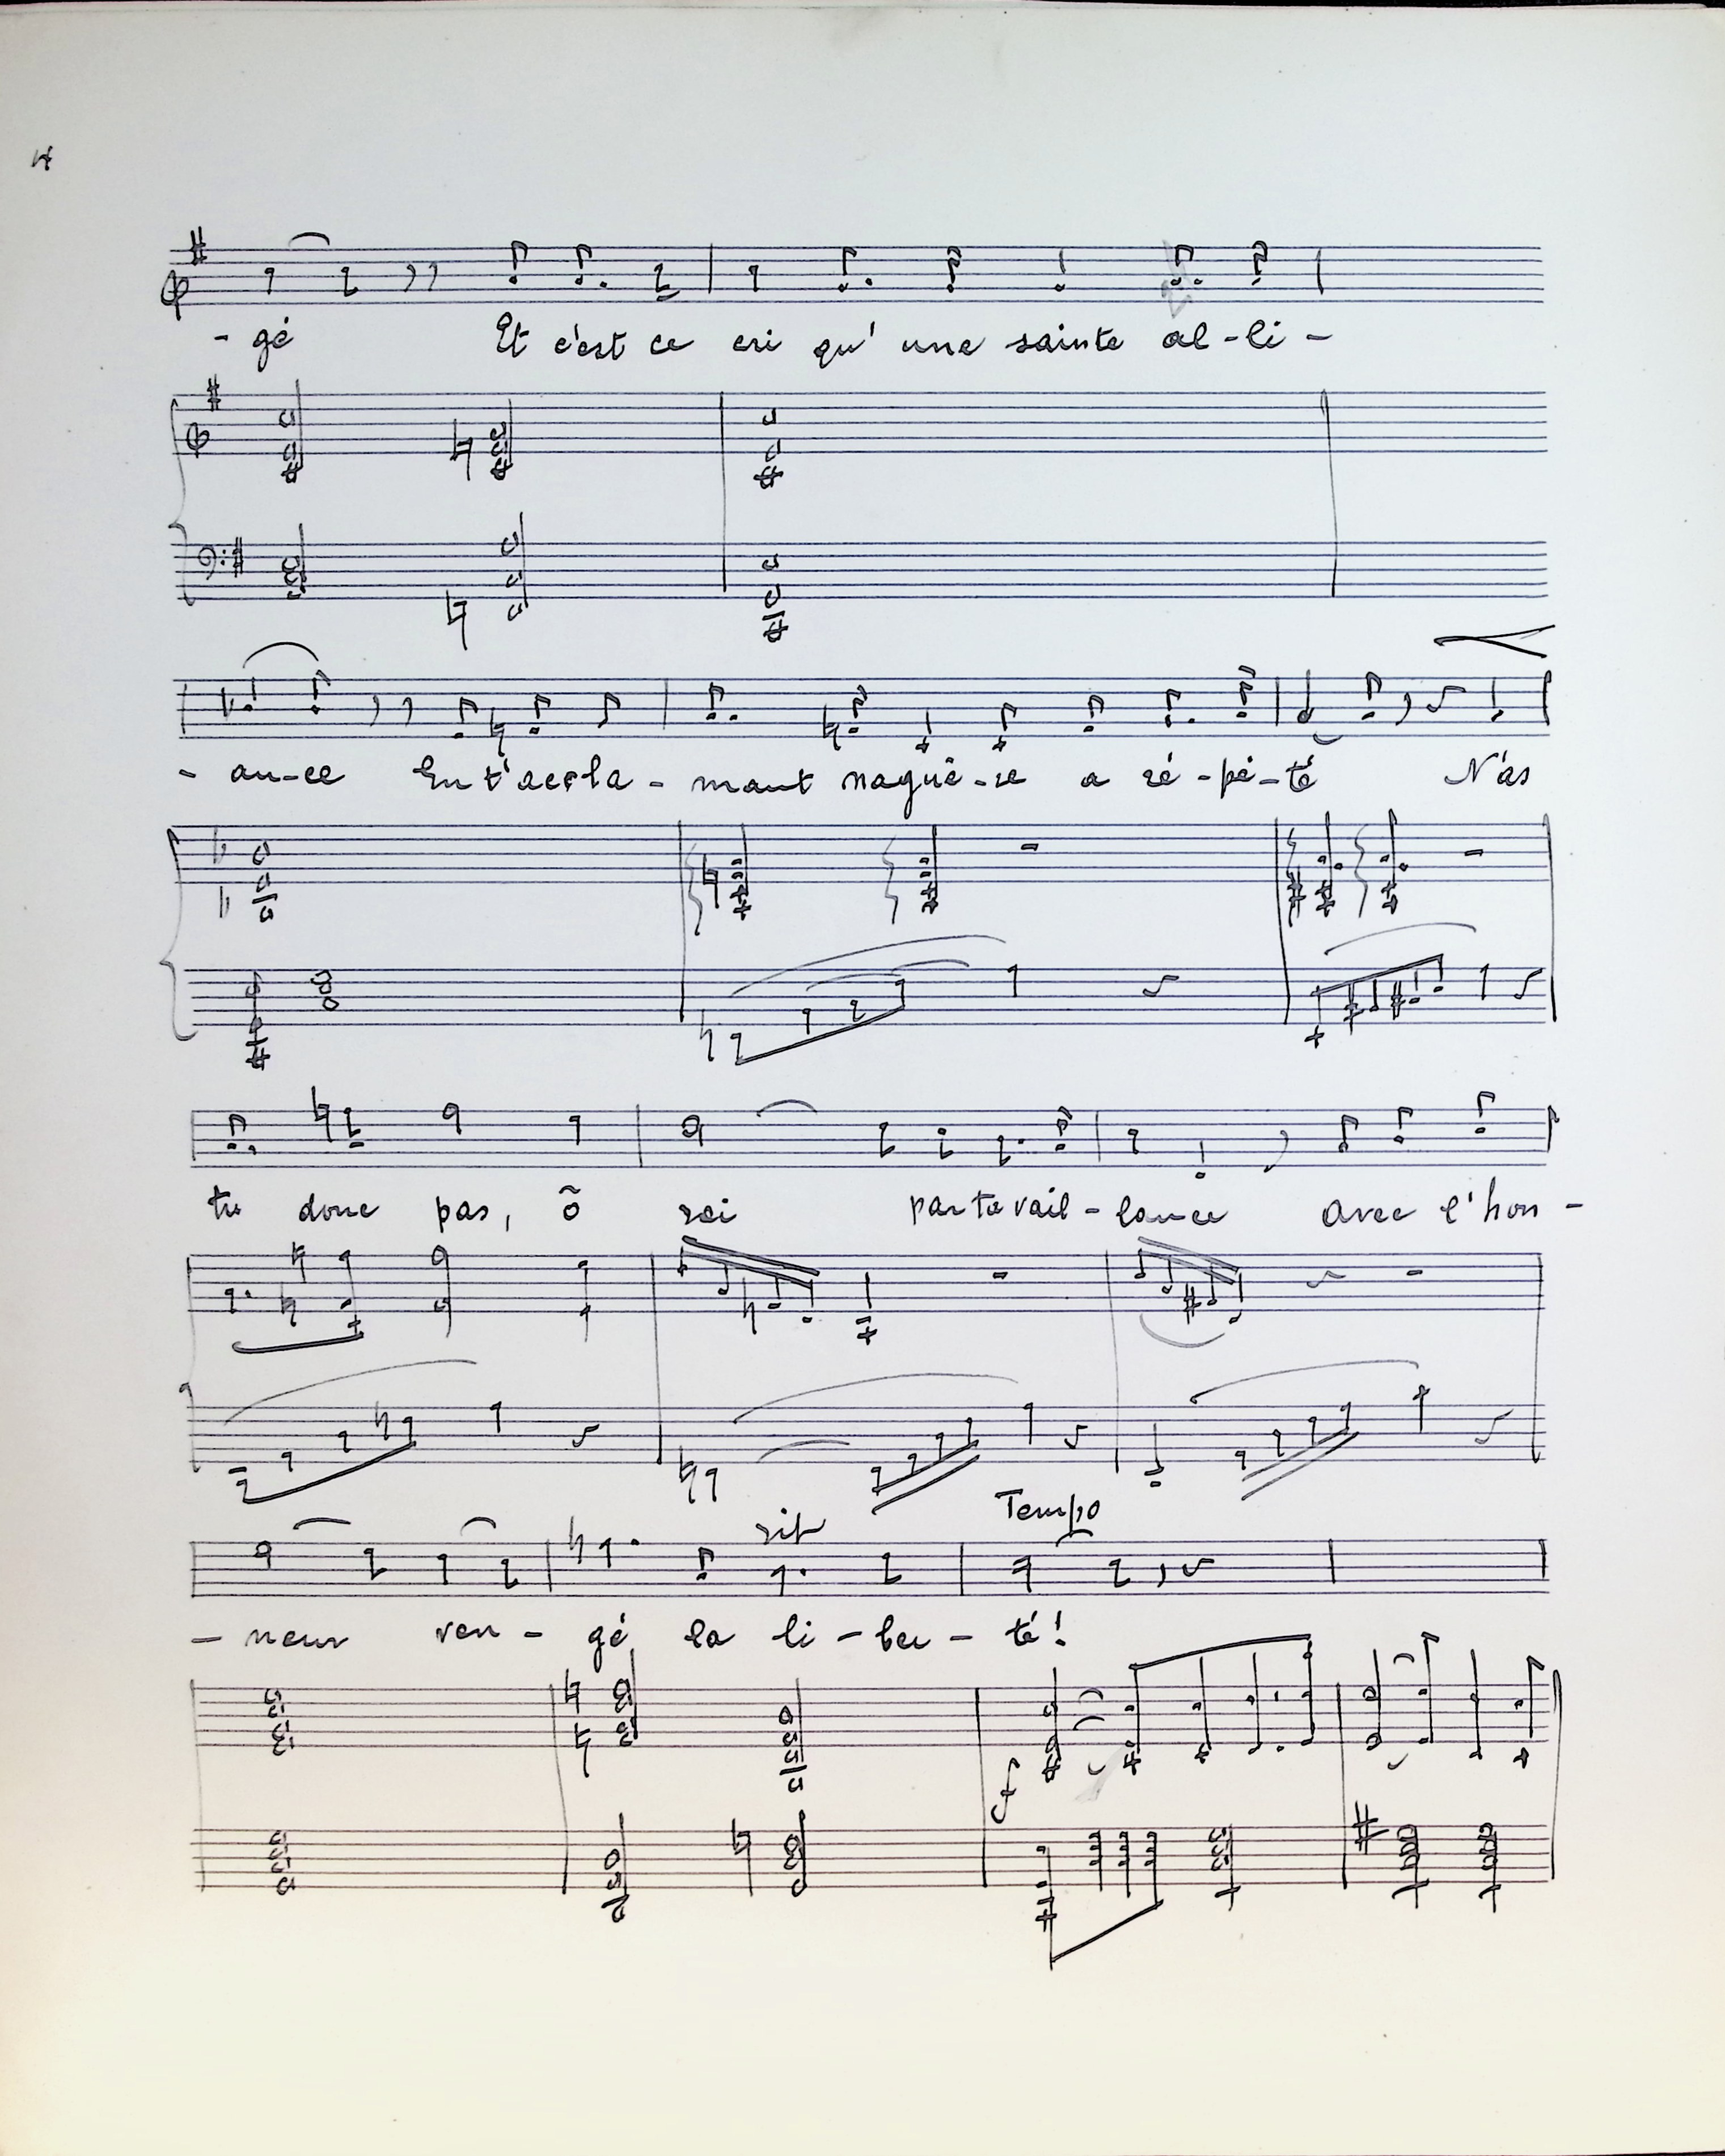 4
- gé Et c'est ce cri qu' une sainte al - li -
- an - ce En t'accla - mant naguè - re a ré - pé - té N'as
tu donc pas, ô roi par ta vail - lance avec l'hon -
rit Tempo
- neur ven - gé la li - ber - té !
f